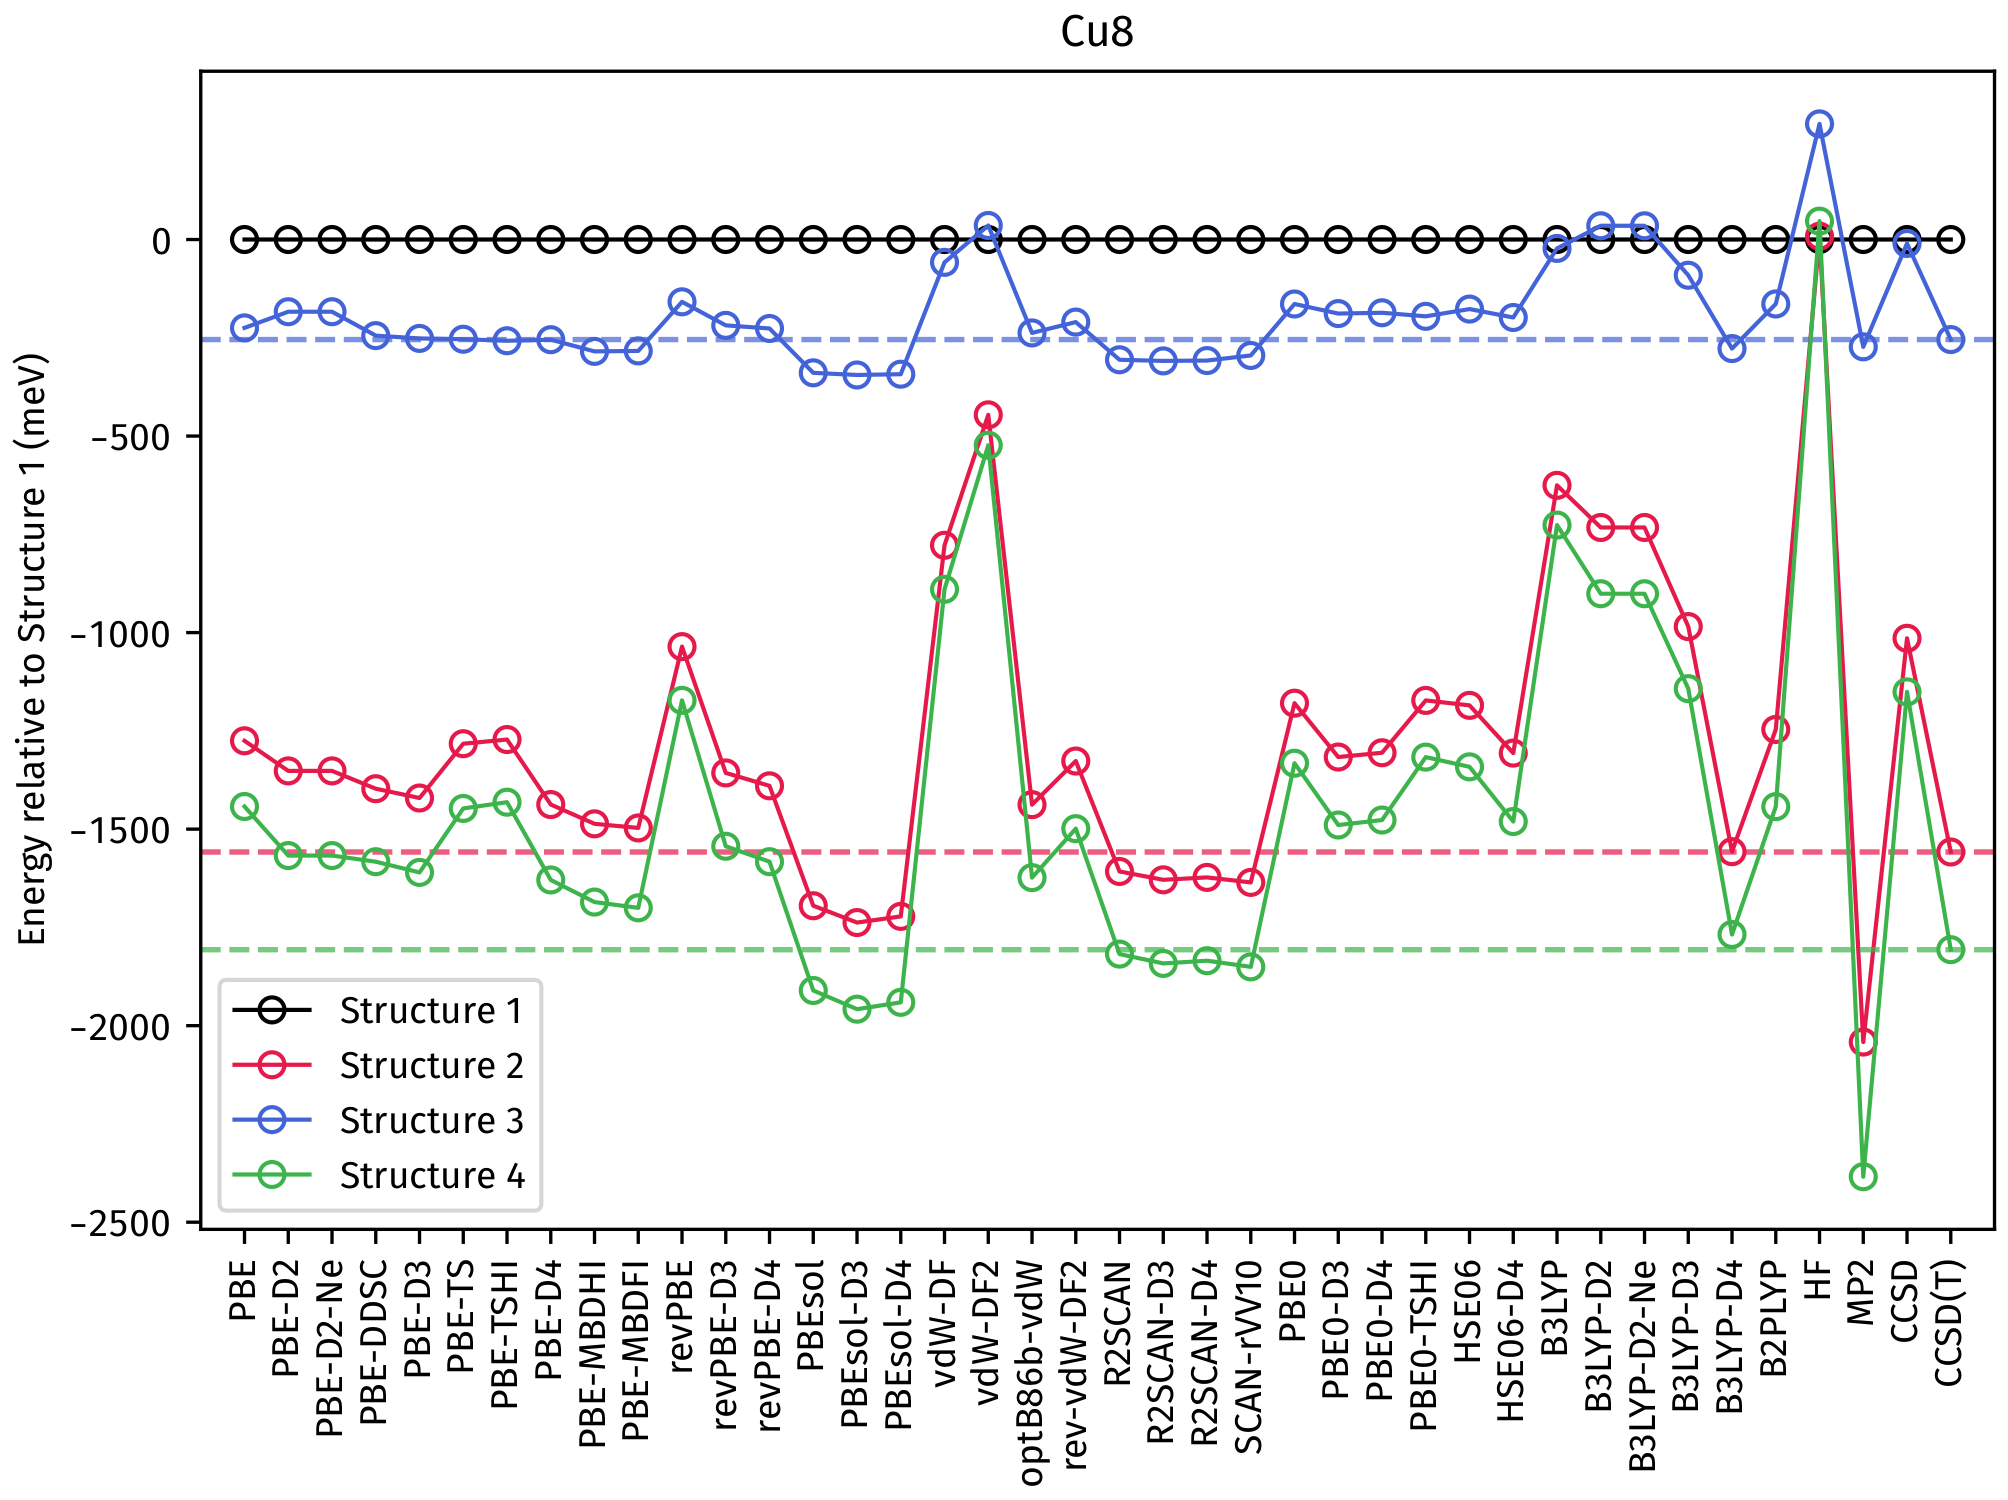 Cu8
Energy relative to Structure 1 (meV)
0
−500
−1000
−1500
−2000
−2500
Structure 1
Structure 2
Structure 3
Structure 4
PBE
PBE-D2
PBE-D2-Ne
PBE-DDSC
PBE-D3
PBE-TS
PBE-TSHI
PBE-D4
PBE-MBDHI
PBE-MBDFI
revPBE
revPBE-D3
revPBE-D4
PBEsol
PBEsol-D3
PBEsol-D4
vdW-DF
vdW-DF2
optB86b-vdW
rev-vdW-DF2
R2SCAN
R2SCAN-D3
R2SCAN-D4
SCAN-rVV10
PBE0
PBE0-D3
PBE0-D4
PBE0-TSHI
HSE06
HSE06-D4
B3LYP
B3LYP-D2
B3LYP-D2-Ne
B3LYP-D3
B3LYP-D4
B2PLYP
HF
MP2
CCSD
CCSD(T)